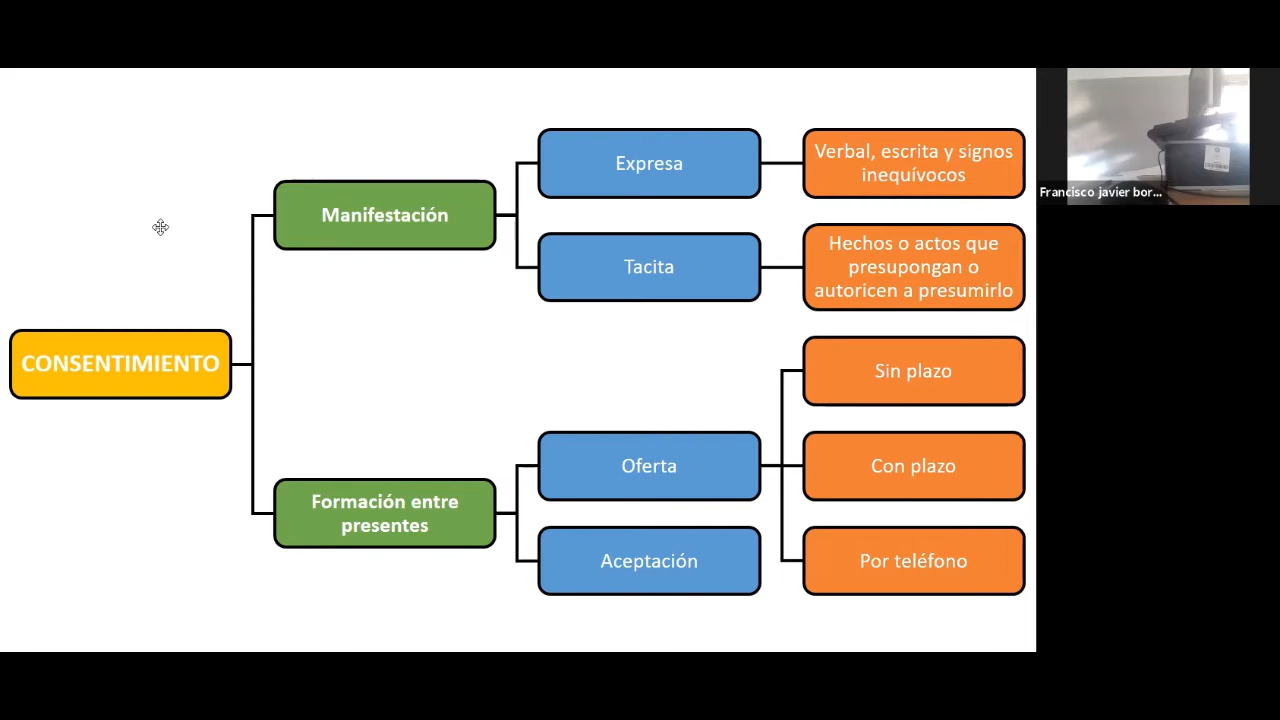 CONSENTIMIENTO
Manifestación
Expresa
Verbal, escrita y signos
inequívocos
Tacita
Hechos o actos que
presupongan o
autoricen a presumirlo
Formación entre
presentes
Oferta
Sin plazo
Con plazo
Por teléfono
Aceptación
Francisco javier bor...